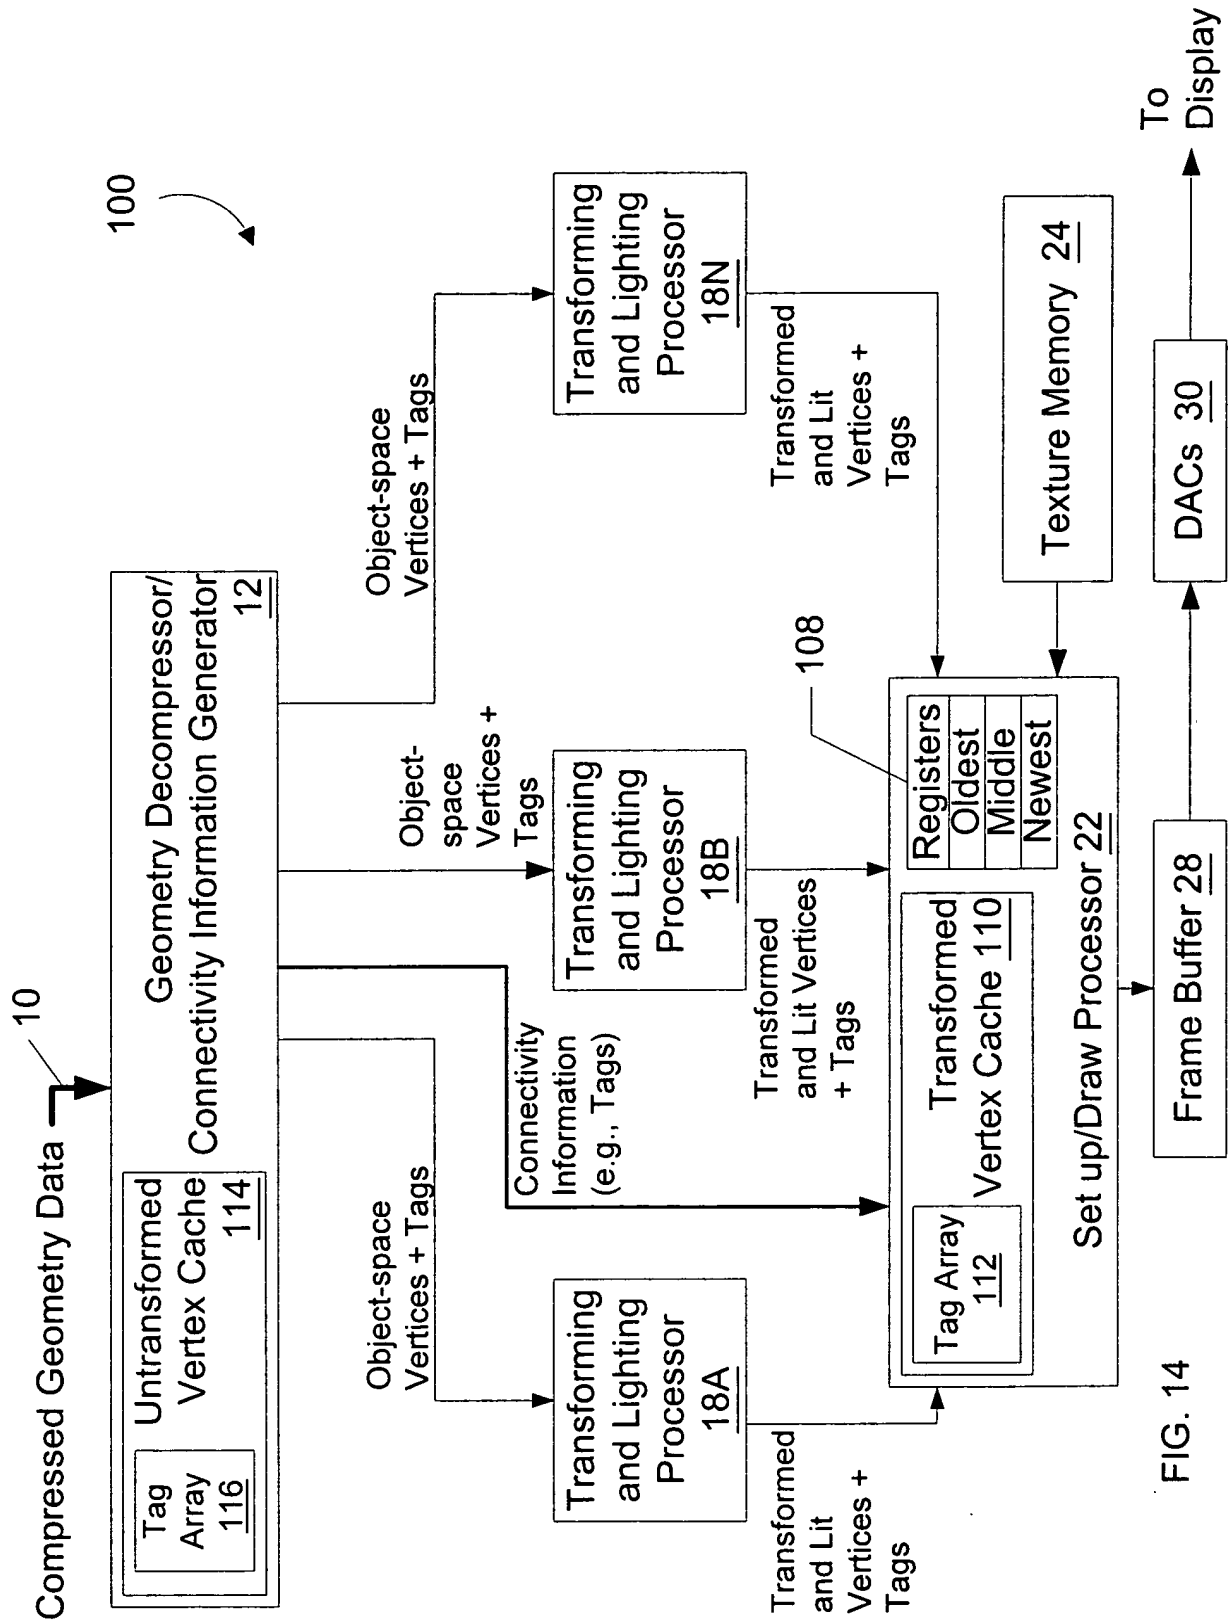 Compressed Geometry Data
10
100
Tag
Array
116
Untransformed
Vertex Cache
114
Geometry Decompressor/
Connectivity Information Generator
12
Object-space
Vertices + Tags
Connectivity
Information
(e.g., Tags)
Object-
space
Vertices +
Tags
Object-space
Vertices + Tags
Transforming
and Lighting
Processor
18A
Transforming
and Lighting
Processor
18B
Transforming
and Lighting
Processor
18N
Transformed
and Lit
Vertices +
Tags
Transformed
and Lit Vertices
+ Tags
Transformed
and Lit
Vertices +
Tags
108
Tag Array
112
Transformed
Vertex Cache 110
Registers
Oldest
Middle
Newest
Set up/Draw Processor 22
Texture Memory 24
Frame Buffer 28
DACs 30
To
Display
FIG. 14